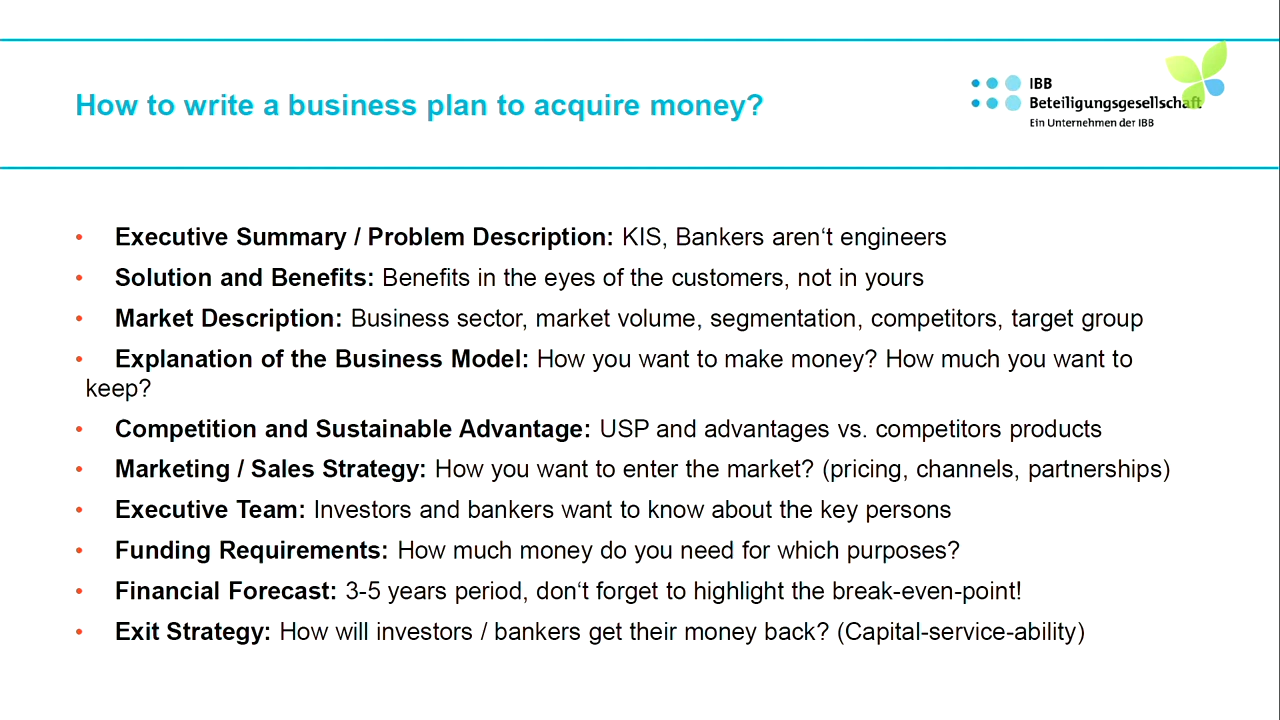 How to write a business plan to acquire money?
IBB
Beteiligungsgesellschaft
Ein Unternehmen der IBB
• Executive Summary / Problem Description: KIS, Bankers aren‘t engineers
• Solution and Benefits: Benefits in the eyes of the customers, not in yours
• Market Description: Business sector, market volume, segmentation, competitors, target group
• Explanation of the Business Model: How you want to make money? How much you want to
keep?
• Competition and Sustainable Advantage: USP and advantages vs. competitors products
• Marketing / Sales Strategy: How you want to enter the market? (pricing, channels, partnerships)
• Executive Team: Investors and bankers want to know about the key persons
• Funding Requirements: How much money do you need for which purposes?
• Financial Forecast: 3-5 years period, don‘t forget to highlight the break-even-point!
• Exit Strategy: How will investors / bankers get their money back? (Capital-service-ability)